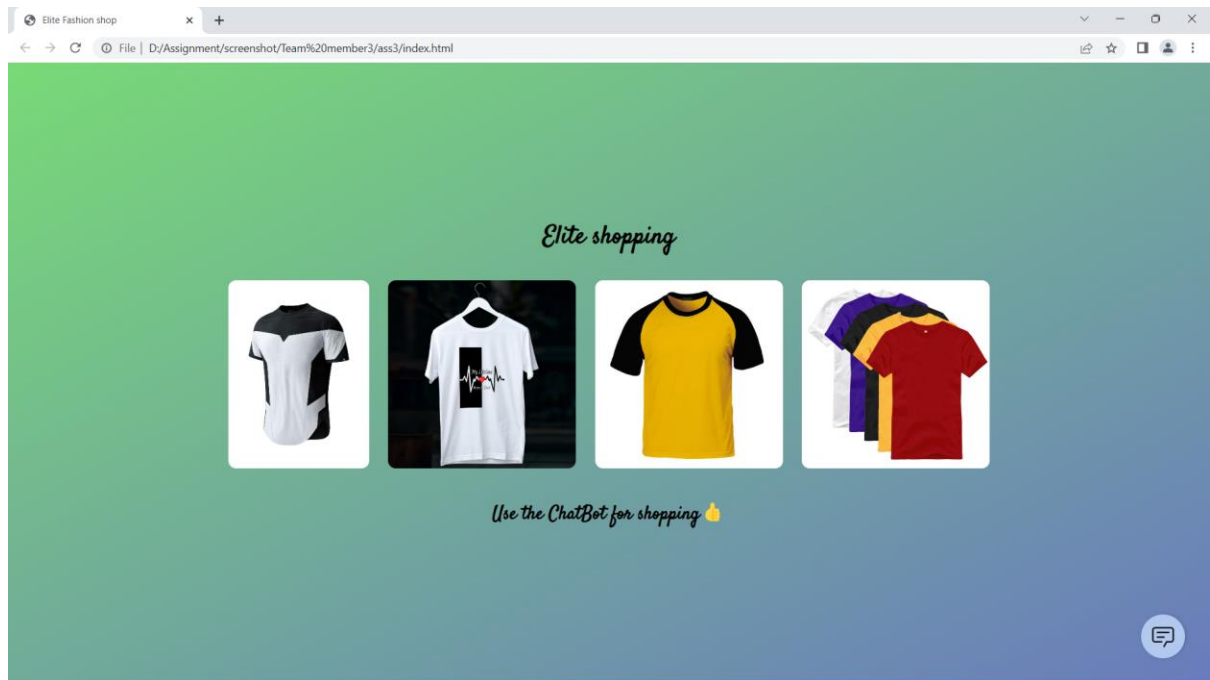 Elite Fashion shop
File | D:/Assignment/screenshot/Team%20member3/ass3/index.html
Elite shopping
Use the ChatBot for shopping 👍